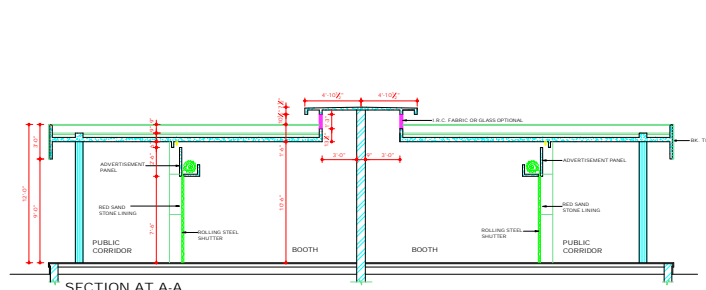 4'-10½" 4'-10½"
I.R.C. FABRIC OR GLASS OPTIONAL
3'-0"
3'-0" 9" 3'-0"
ADVERTISEMENT
PANEL
ADVERTISEMENT PANEL
12'-0"
9'-0"
10'-6"
7'-6"
RED SAND
STONE LINING
RED SAND
STONE LINING
ROLLING STEEL
SHUTTER
ROLLING STEEL
SHUTTER
PUBLIC
CORRIDOR
BOOTH
BOOTH
PUBLIC
CORRIDOR
SECTION AT A-A